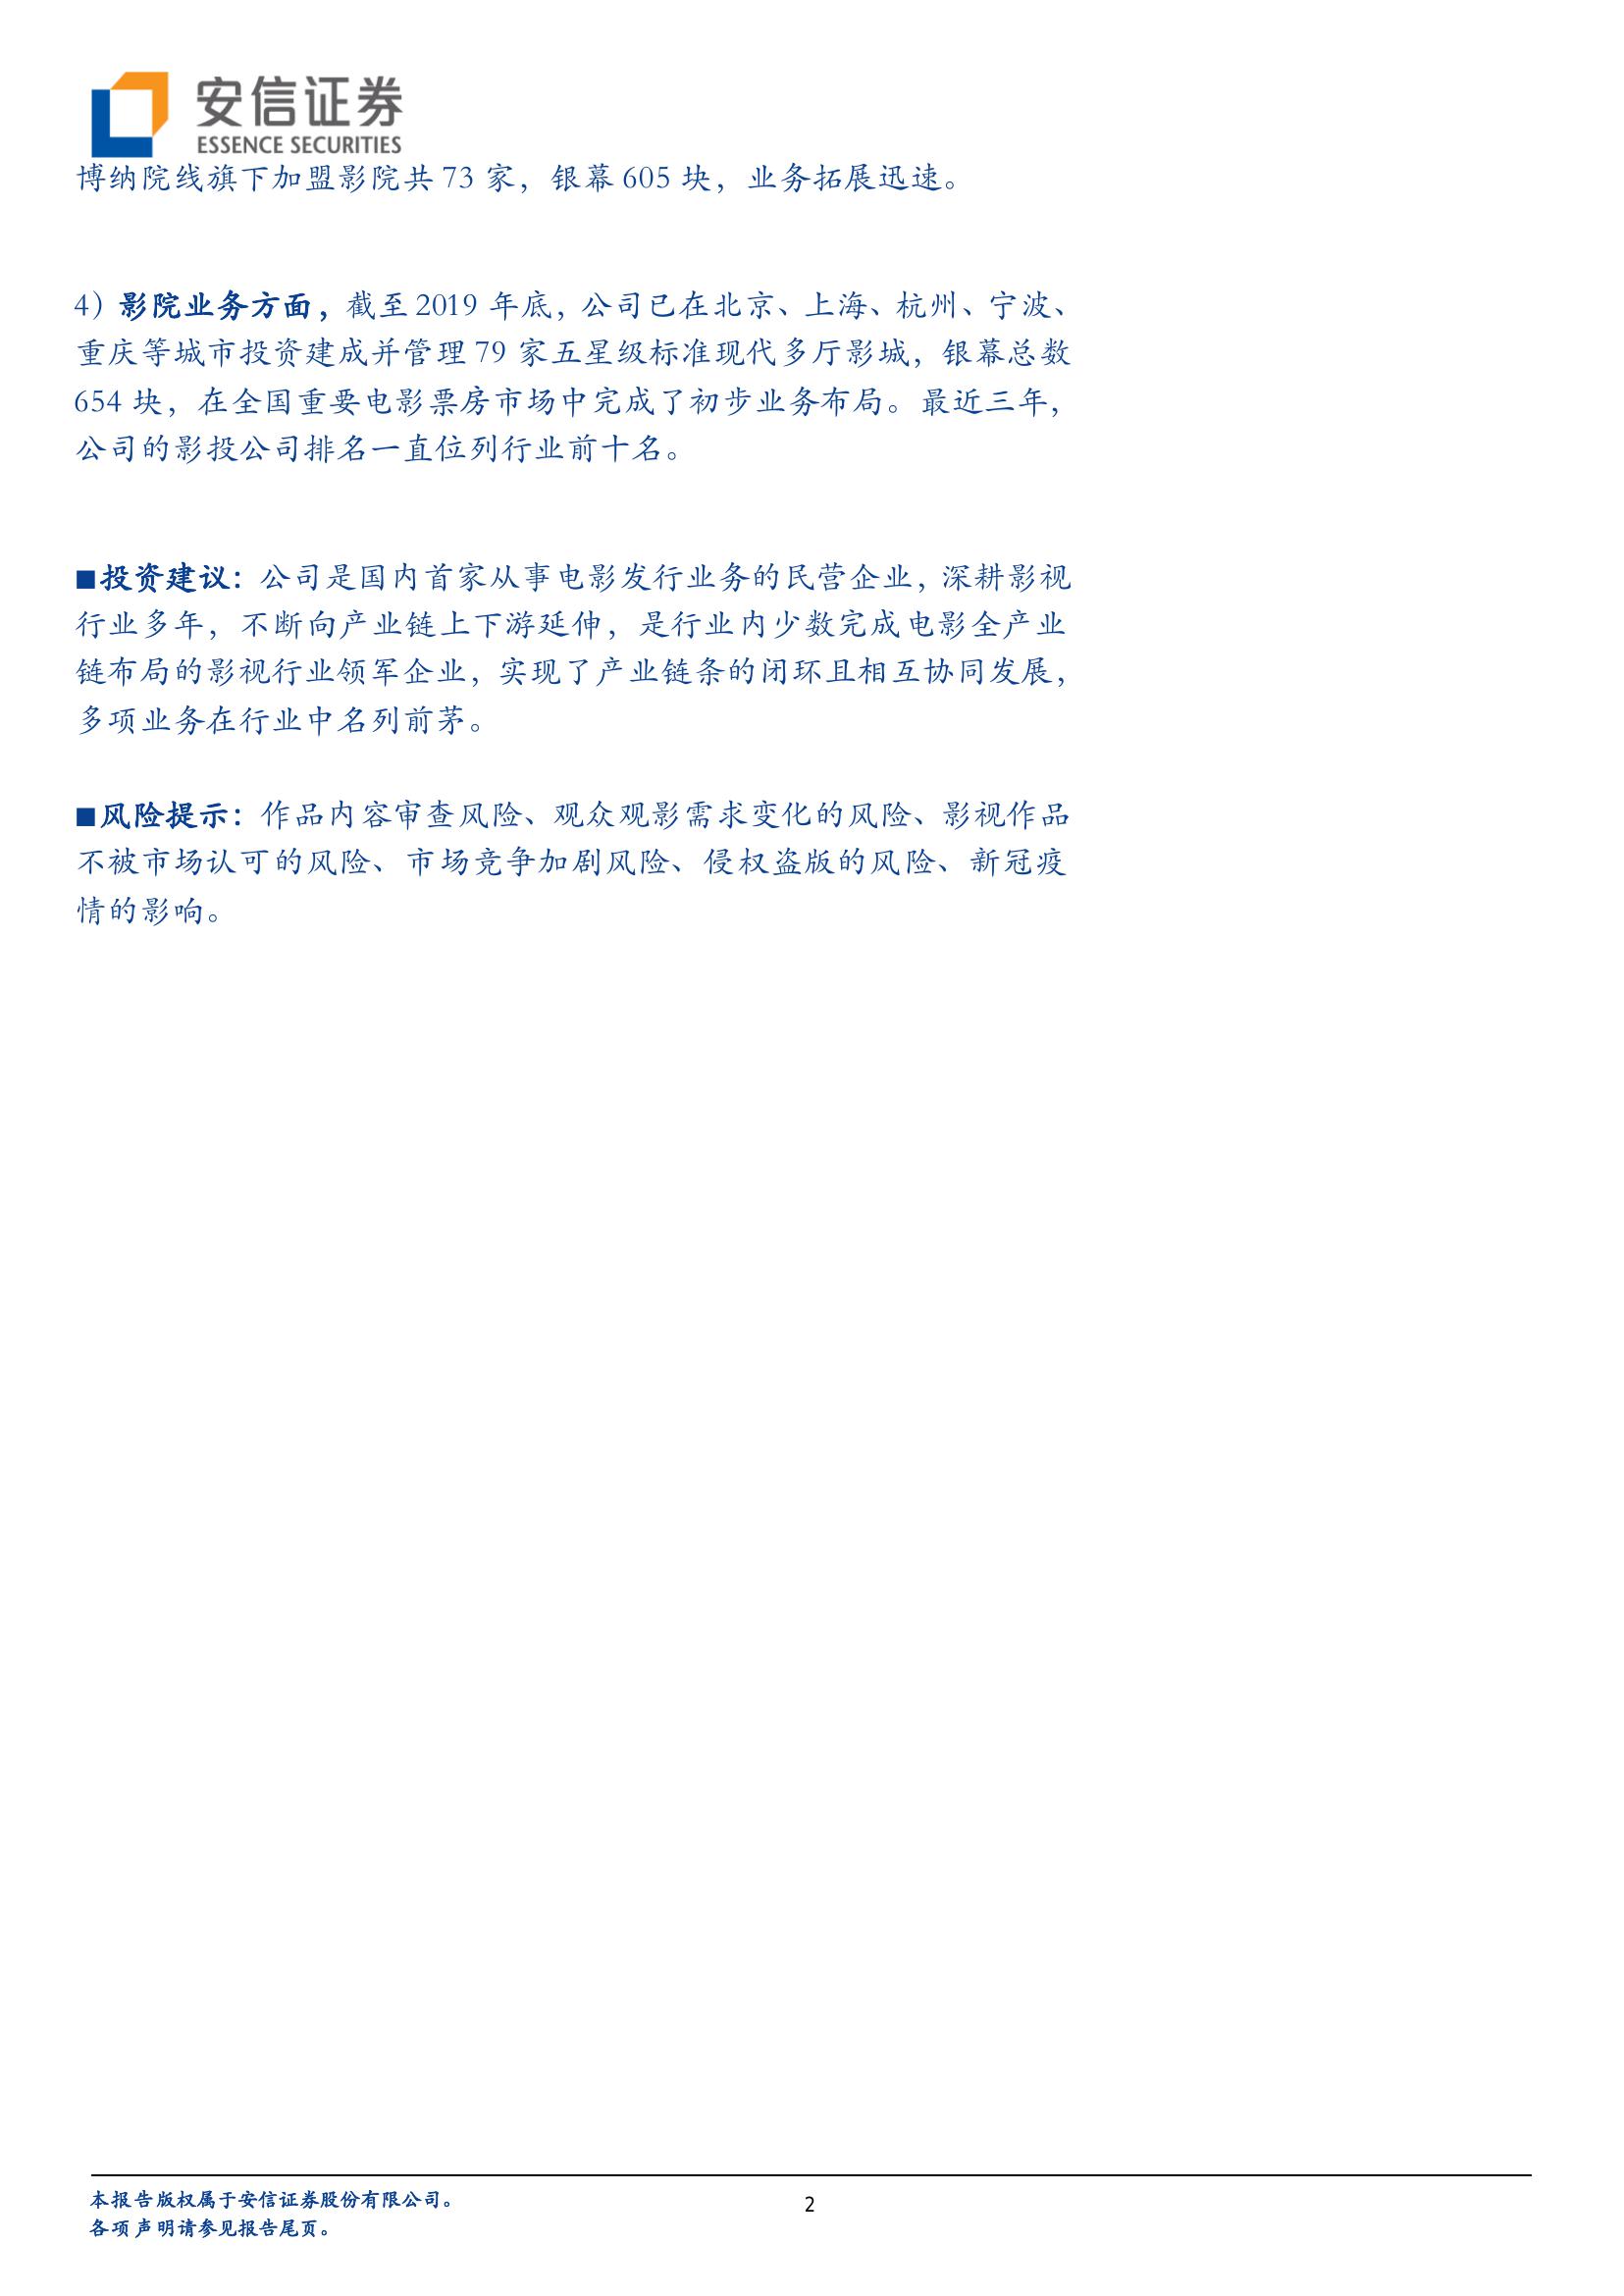 安信证券
ESSENCE SECURITIES
博纳院线旗下加盟影院共 73 家，银幕 605 块，业务拓展迅速。
4）影院业务方面，截至 2019 年底，公司已在北京、上海、杭州、宁波、
重庆等城市投资建成并管理 79 家五星级标准现代多厅影城，银幕总数
654 块，在全国重要电影票房市场中完成了初步业务布局。最近三年，
公司的影投公司排名一直位列行业前十名。
■投资建议：公司是国内首家从事电影发行业务的民营企业，深耕影视
行业多年，不断向产业链上下游延伸，是行业内少数完成电影全产业
链布局的影视行业领军企业，实现了产业链条的闭环且相互协同发展，
多项业务在行业中名列前茅。
■风险提示：作品内容审查风险、观众观影需求变化的风险、影视作品
不被市场认可的风险、市场竞争加剧风险、侵权盗版的风险、新冠疫
情的影响。
本报告版权属于安信证券股份有限公司。
各项声明请参见报告尾页。
2